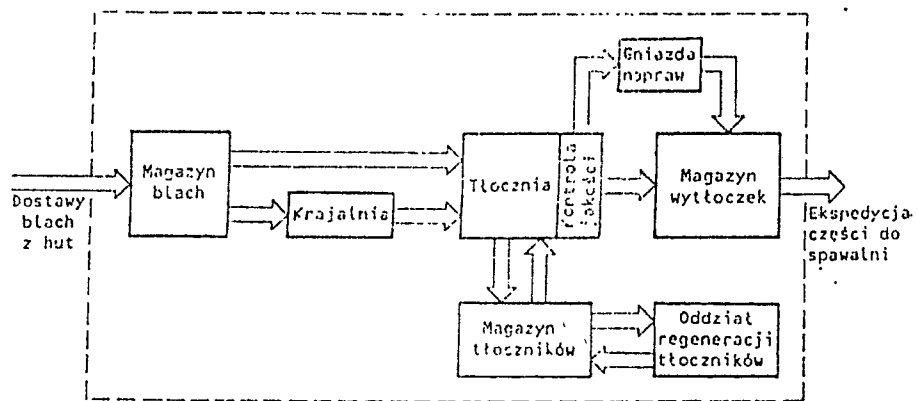 Gniazda
napraw
Magazyn
blach
Tłocznia
kontrola
jakości
Magazyn
wytłoczek
Dostawy
blach
z hut
Krajalnia
Ekspedycja
części do
spawalni
Magazyn
tłoczników
Oddział
regeneracji
tłoczników